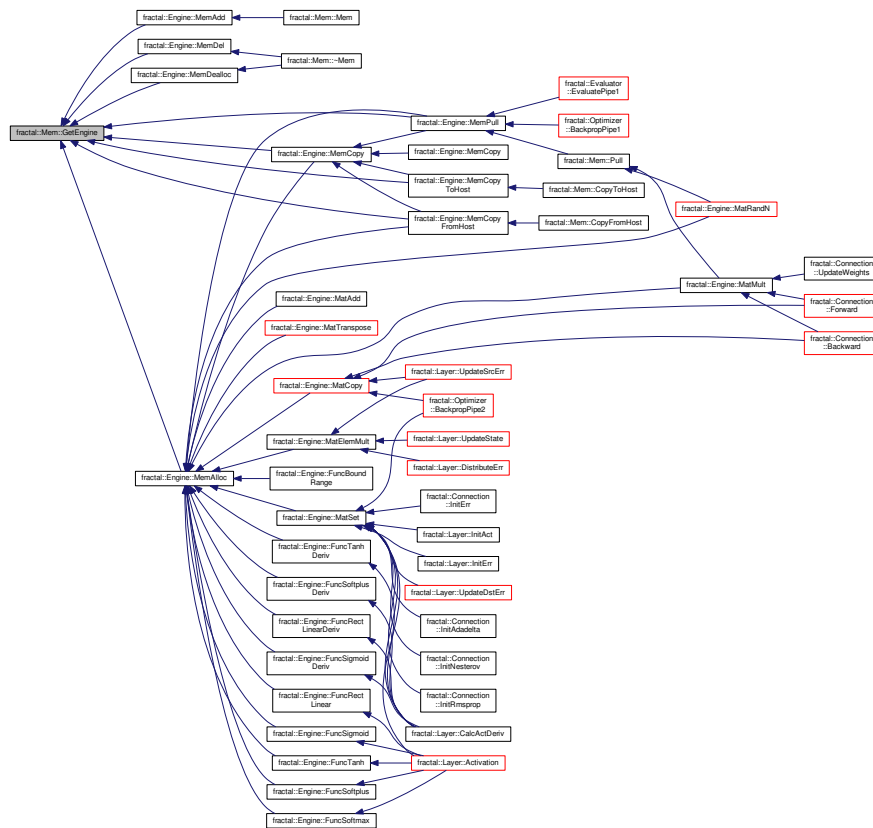 fractal::Engine::MemAdd
fractal::Mem::Mem
fractal::Engine::MemDel
fractal::Mem::~Mem
fractal::Engine::MemDealloc
fractal::Evaluator
::EvaluatePipe1
fractal::Mem::GetEngine
fractal::Engine::MemPull
fractal::Optimizer
::BackpropPipe1
fractal::Engine::MemCopy
fractal::Engine::MemCopy
fractal::Mem::Pull
fractal::Engine::MemCopy
ToHost
fractal::Mem::CopyToHost
fractal::Engine::MatRandN
fractal::Engine::MemCopy
FromHost
fractal::Mem::CopyFromHost
fractal::Connection
::UpdateWeights
fractal::Engine::MatMult
fractal::Engine::MatAdd
fractal::Connection
::Forward
fractal::Engine::MatTranspose
fractal::Connection
::Backward
fractal::Layer::UpdateSrcErr
fractal::Engine::MatCopy
fractal::Optimizer
::BackpropPipe2
fractal::Engine::MatElemMult
fractal::Layer::UpdateState
fractal::Layer::DistributeErr
fractal::Engine::MemAlloc
fractal::Engine::FuncBound
Range
fractal::Connection
::InitErr
fractal::Engine::MatSet
fractal::Layer::InitAct
fractal::Engine::FuncTanh
Deriv
fractal::Layer::InitErr
fractal::Engine::FuncSoftplus
Deriv
fractal::Layer::UpdateDstErr
fractal::Engine::FuncRect
LinearDeriv
fractal::Connection
::InitAdadelta
fractal::Engine::FuncSigmoid
Deriv
fractal::Connection
::InitNesterov
fractal::Engine::FuncRect
Linear
fractal::Connection
::InitRmsprop
fractal::Engine::FuncSigmoid
fractal::Layer::CalcActDeriv
fractal::Engine::FuncTanh
fractal::Layer::Activation
fractal::Engine::FuncSoftplus
fractal::Engine::FuncSoftmax